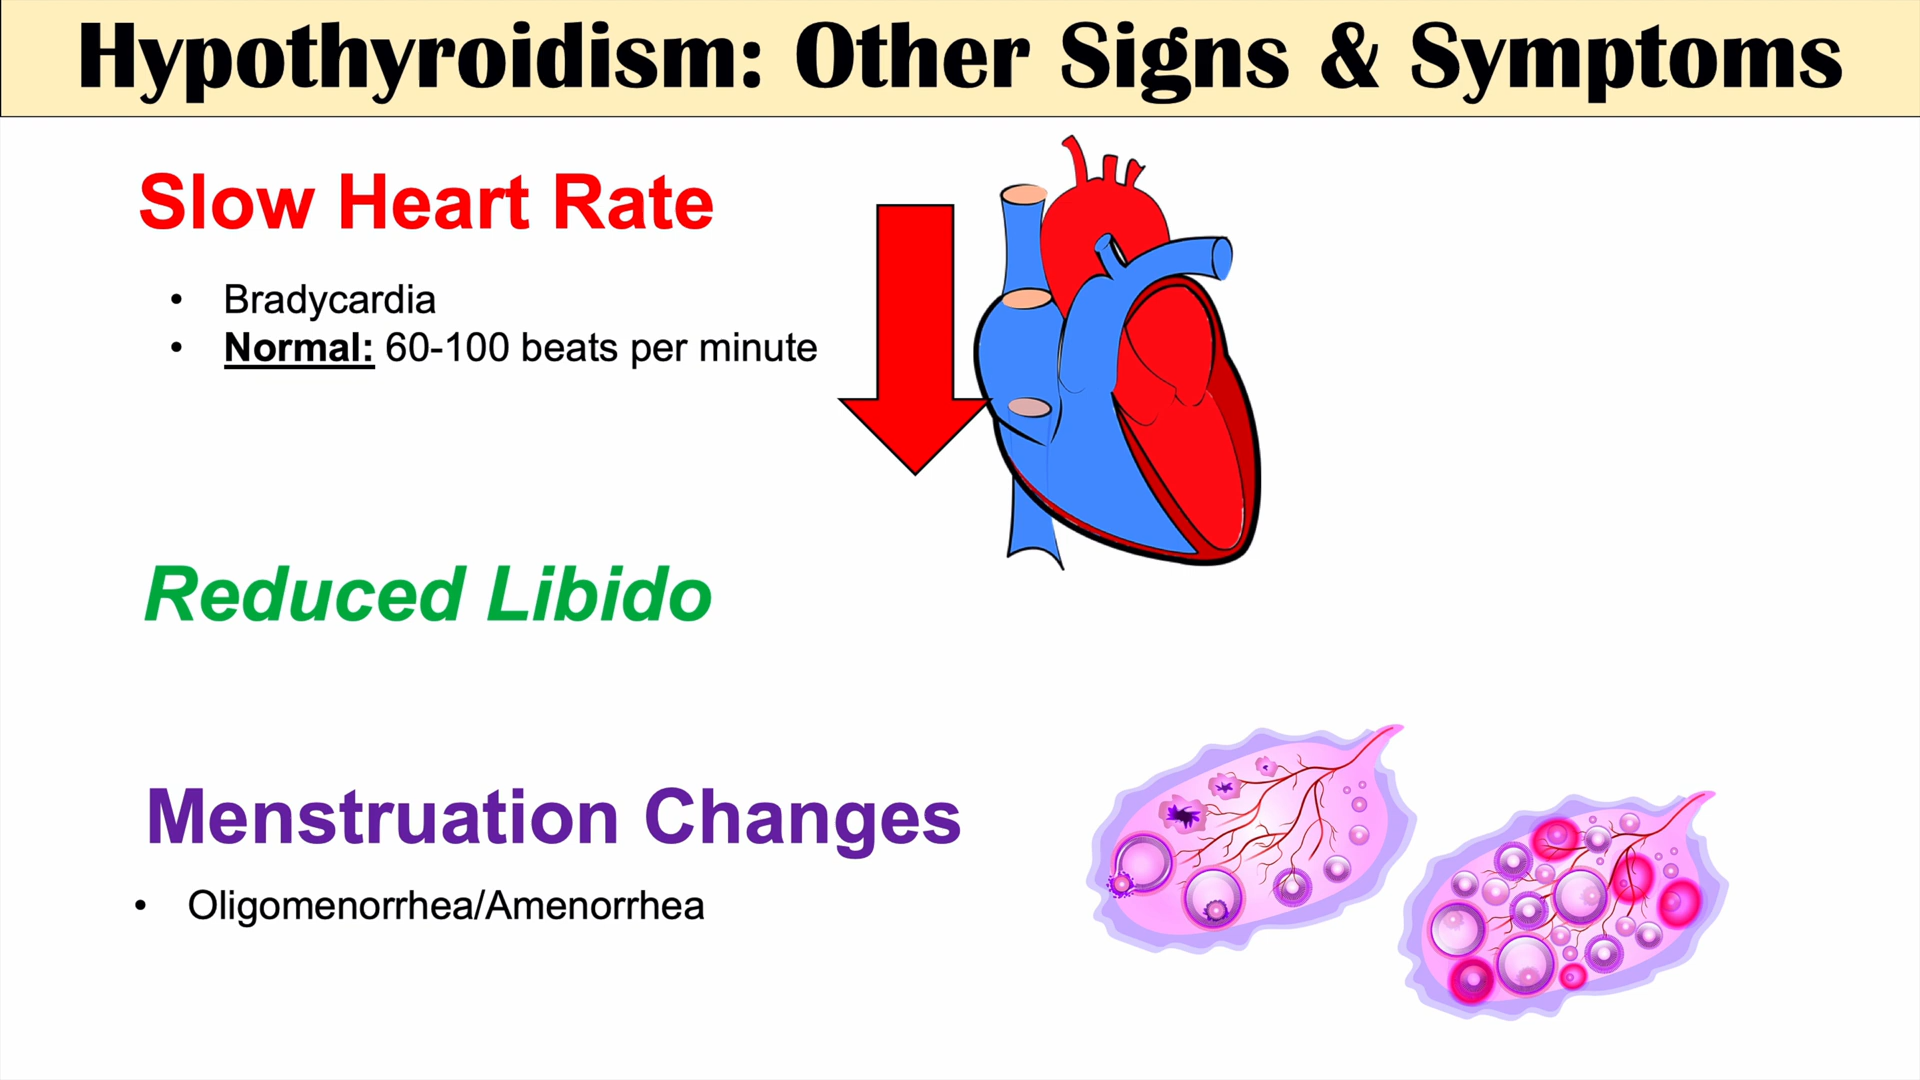 Hypothyroidism: Other Signs & Symptoms
Slow Heart Rate
• Bradycardia
• Normal: 60-100 beats per minute
Reduced Libido
Menstruation Changes
• Oligomenorrhea/Amenorrhea